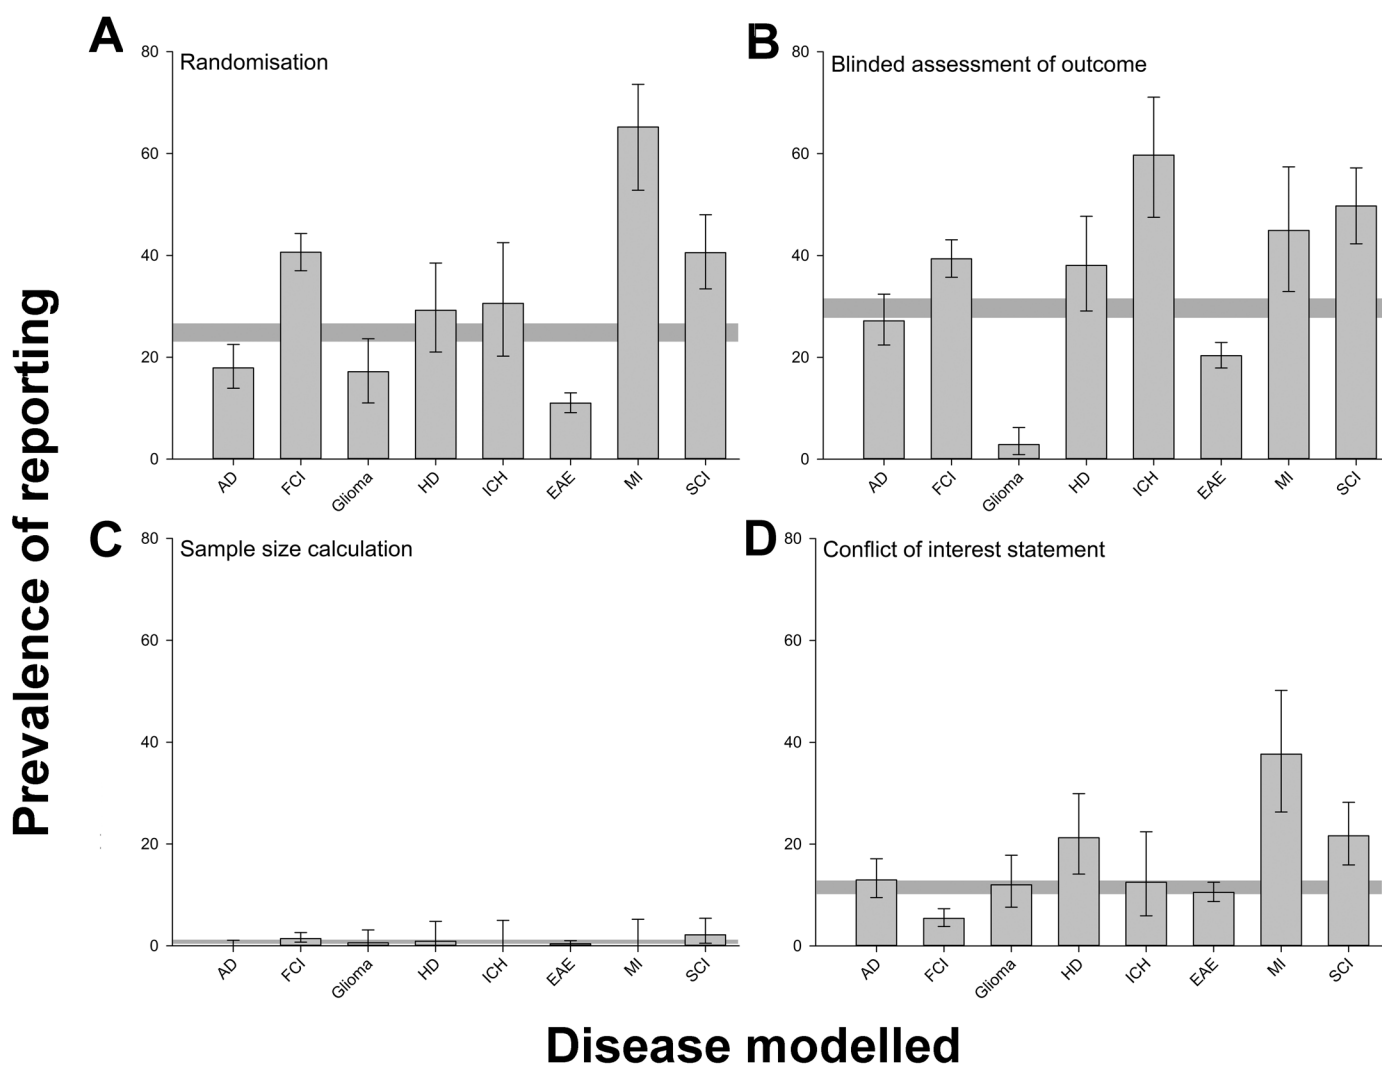 Prevalence of reporting
A
Randomisation
80
60
40
20
0
AD
FCI
Glioma
HD
ICH
EAE
MI
SCI
B
Blinded assessment of outcome
80
60
40
20
0
AD
FCI
Glioma
HD
ICH
EAE
MI
SCI
C
Sample size calculation
80
60
40
20
0
AD
FCI
Glioma
HD
ICH
EAE
MI
SCI
D
Conflict of interest statement
80
60
40
20
0
AD
FCI
Glioma
HD
ICH
EAE
MI
SCI
Disease modelled